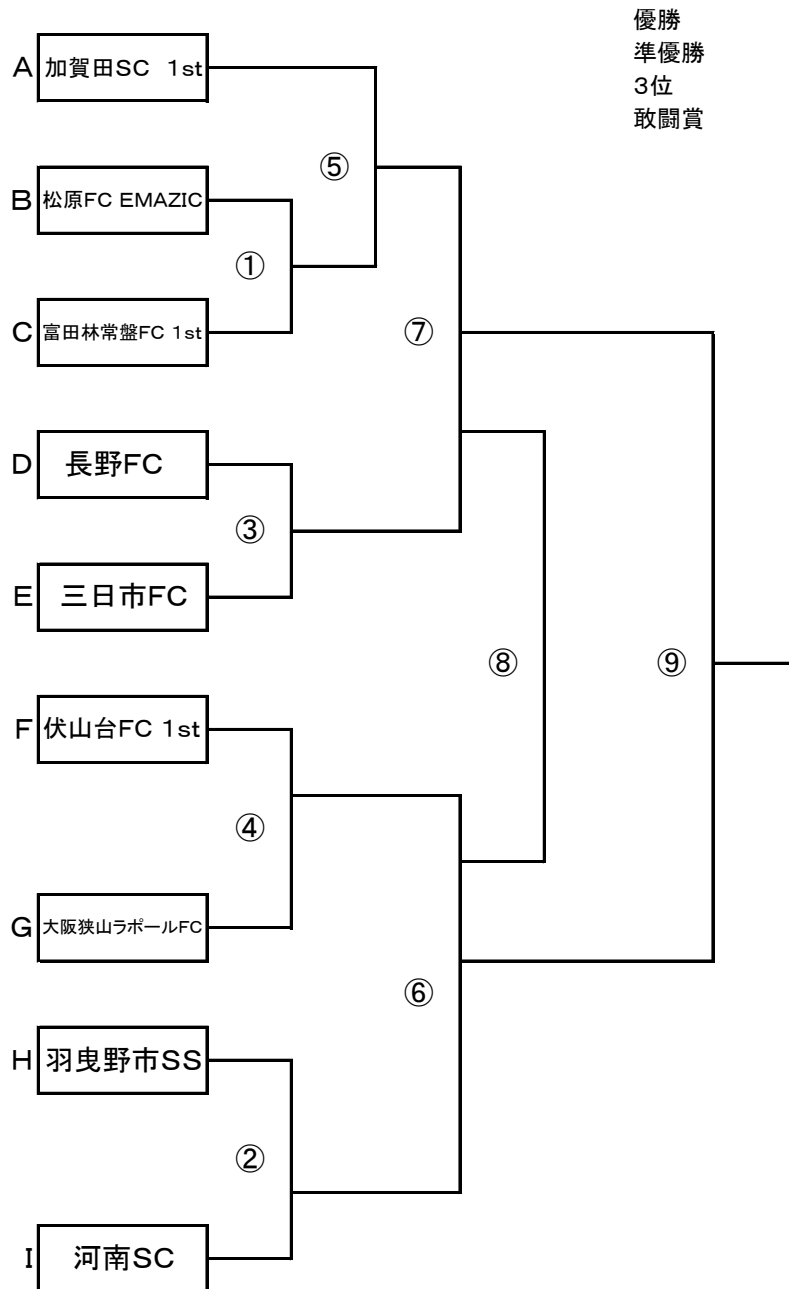 優勝
準優勝
3位
敢闘賞
A 加賀田SC 1st
⑤
B 松原FC EMAZIC
①
C 富田林常盤FC 1st
⑦
D 長野FC
③
E 三日市FC
⑧
⑨
F 伏山台FC 1st
④
G 大阪狭山ラポールFC
⑥
H 羽曳野市SS
②
I 河南SC